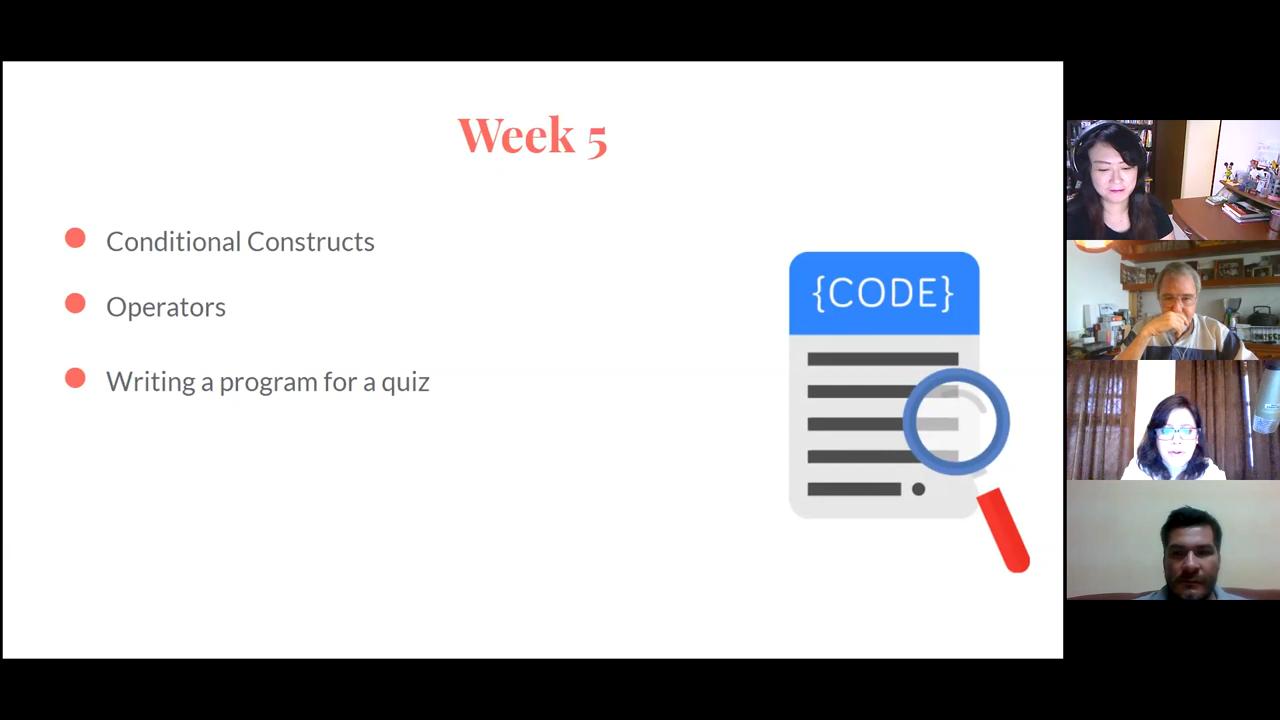 Week 5
Conditional Constructs
Operators
Writing a program for a quiz
{CODE}